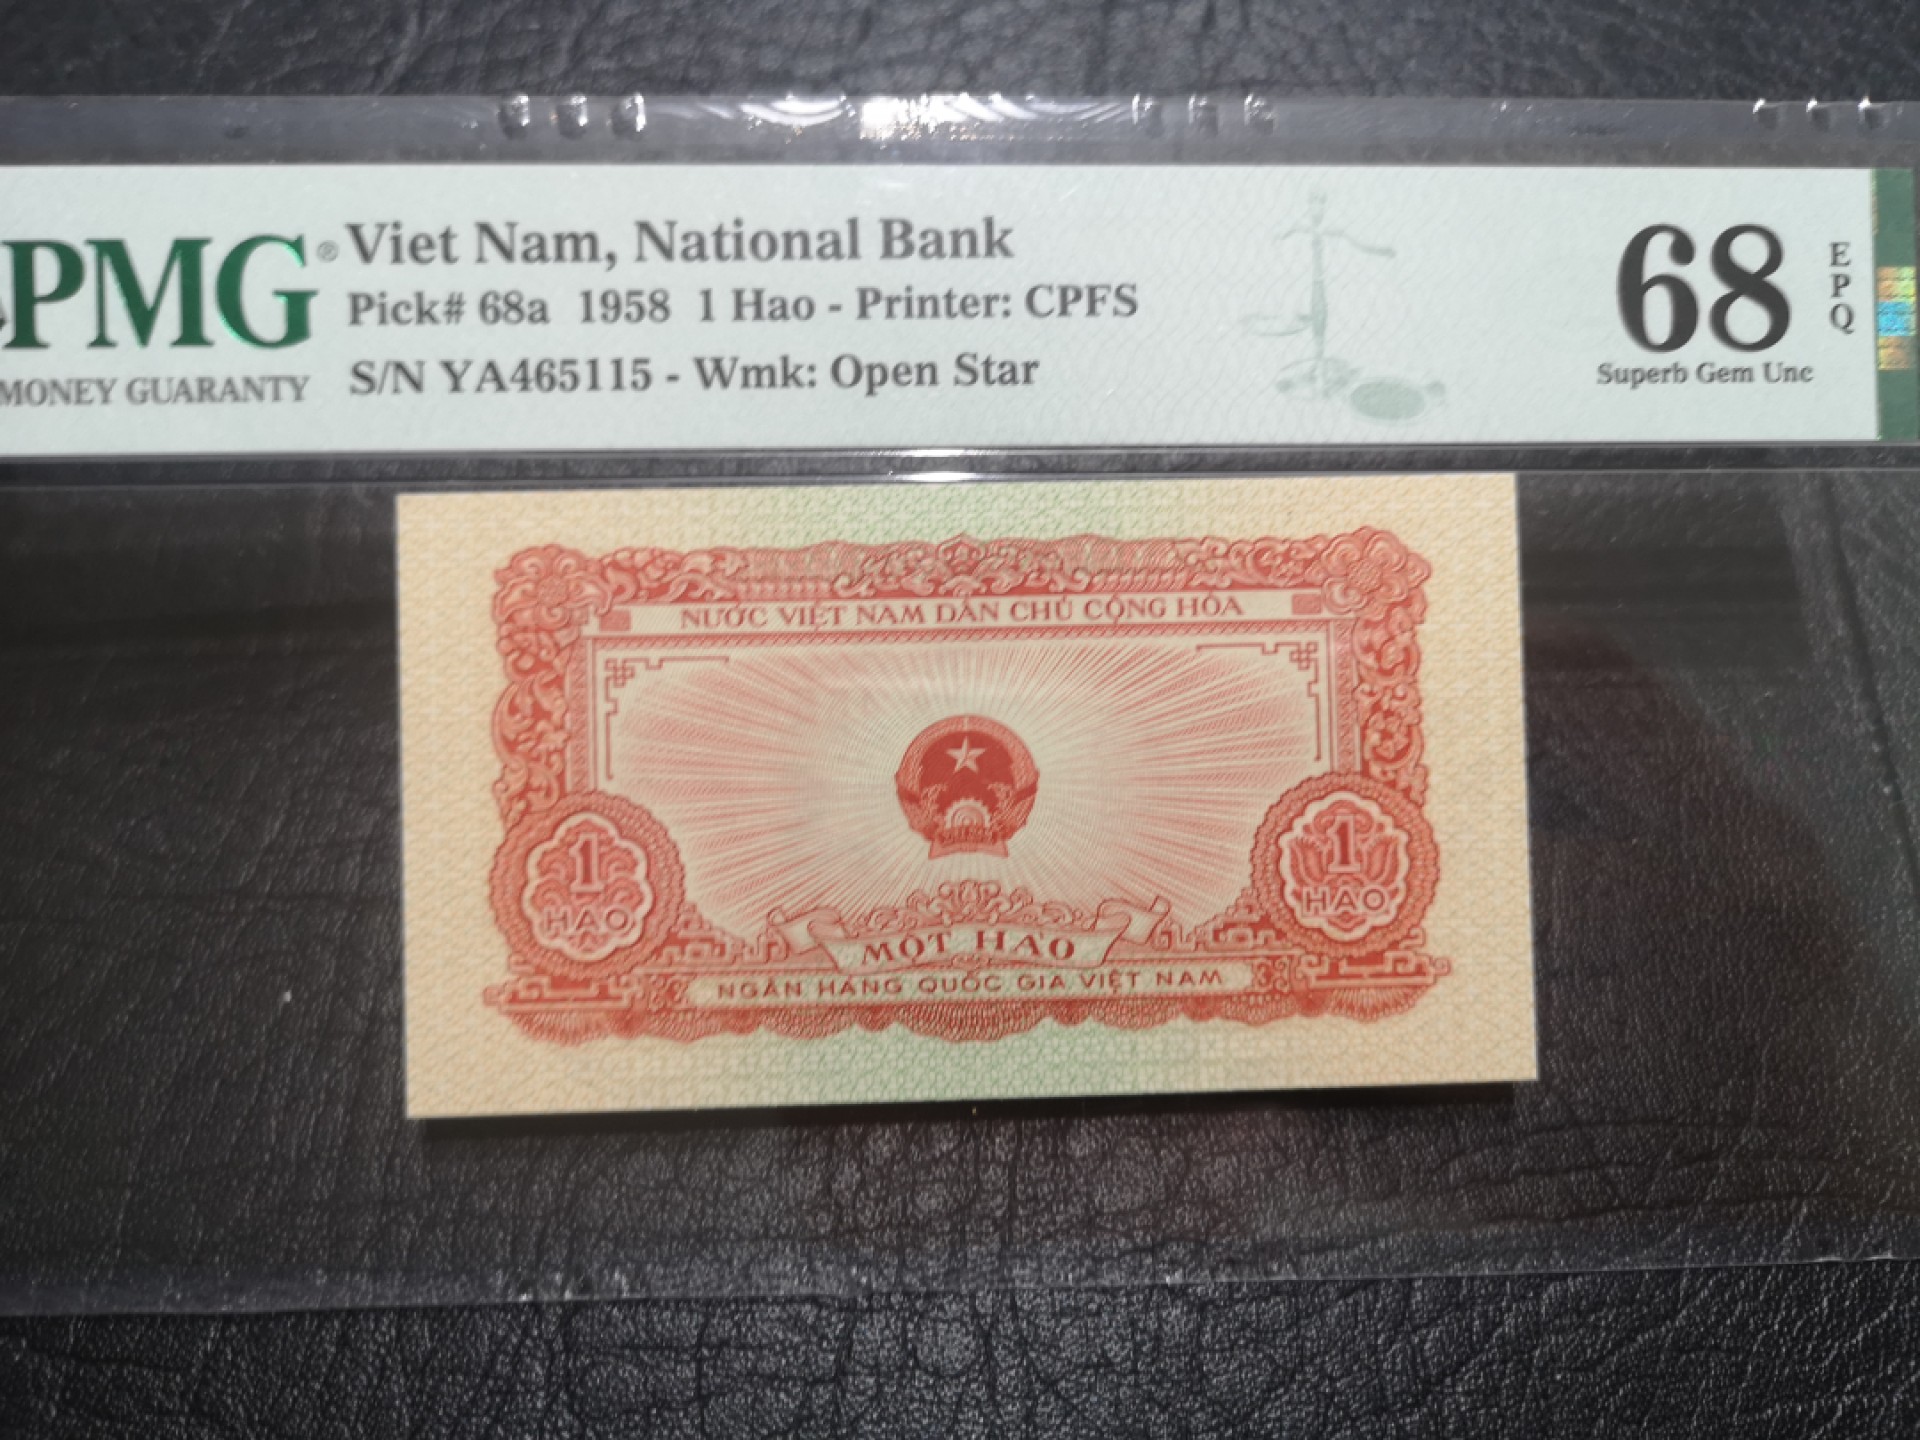 PMG®
MONEY GUARANTY
Viet Nam, National Bank
Pick# 68a 1958 1 Hao - Printer: CPFS
S/N YA465115 - Wmk: Open Star
68
EPQ
Superb Gem Unc
NƯỚC VIỆT NAM DÂN CHỦ CỘNG HÒA
1
HÀO
1
HÀO
MỘT HÀO
NGÂN HÀNG QUỐC GIA VIỆT NAM